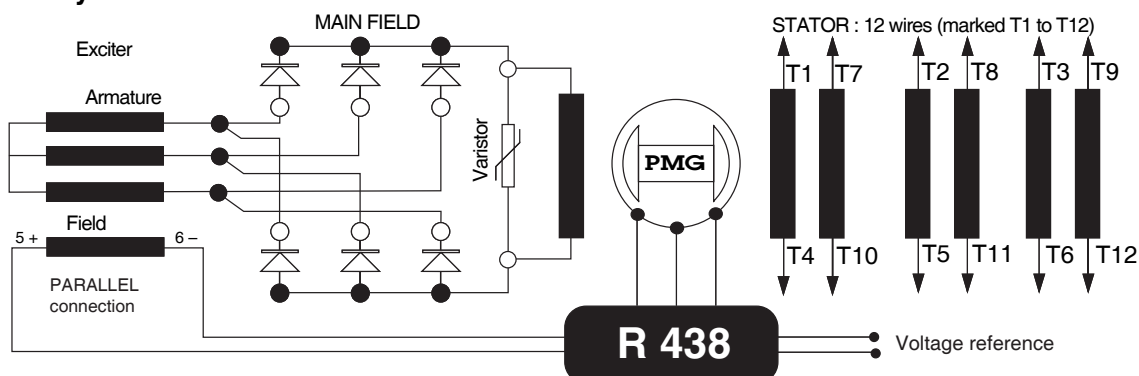 MAIN FIELD
STATOR : 12 wires (marked T1 to T12)
Exciter
T1 T7 T2 T8 T3 T9
Armature
Varistor
PMG
Field
5 + 6 –
T4 T10 T5 T11 T6 T12
PARALLEL
connection
R 438
Voltage reference